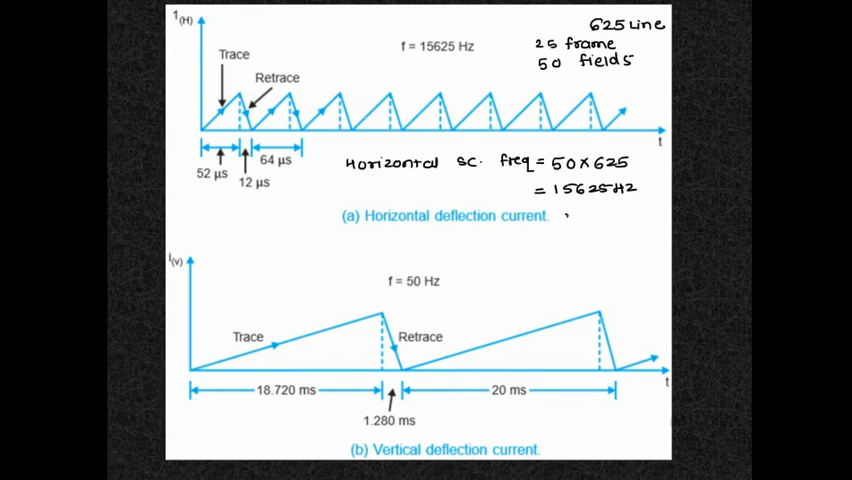 i(H)
625 Line
25 frame
50 fields
f = 15625 Hz
Trace
Retrace
t
52 μs
64 μs
12 μs
Horizontal sc. freq = 50 × 625
= 15625 Hz
(a) Horizontal deflection current.
i(v)
f = 50 Hz
Trace
Retrace
t
18.720 ms
20 ms
1.280 ms
(b) Vertical deflection current.